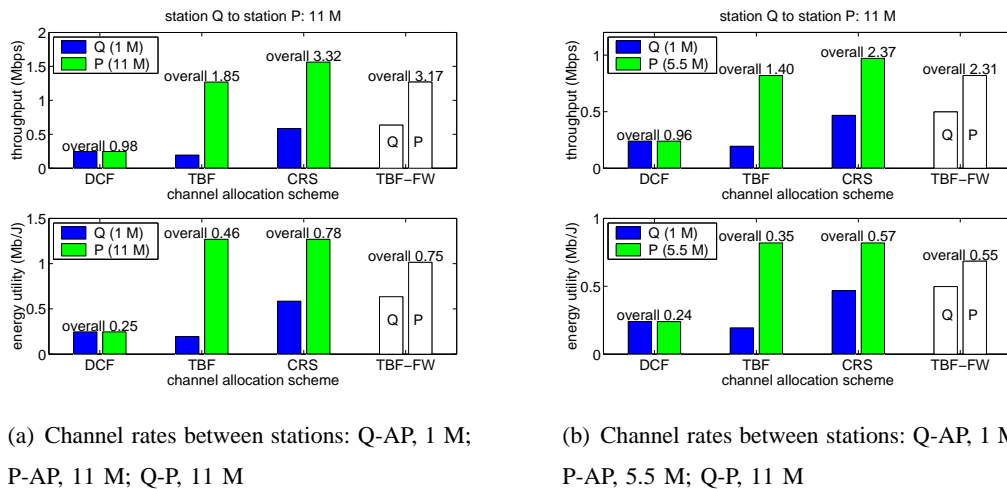 station Q to station P: 11 M
throughput (Mbps)
2
1.5
1
0.5
0
Q (1 M)
P (11 M)
overall 0.98
overall 1.85
overall 3.32
overall 3.17
Q P
DCF TBF CRS TBF-FW
channel allocation scheme
energy utility (Mb/J)
1.5
1
0.5
0
Q (1 M)
P (11 M)
overall 0.25
overall 0.46
overall 0.78
overall 0.75
Q P
DCF TBF CRS TBF-FW
channel allocation scheme
(a) Channel rates between stations: Q-AP, 1 M;
P-AP, 11 M; Q-P, 11 M
station Q to station P: 11 M
throughput (Mbps)
1
0.5
0
Q (1 M)
P (5.5 M)
overall 0.96
overall 1.40
overall 2.37
overall 2.31
Q P
DCF TBF CRS TBF-FW
channel allocation scheme
energy utility (Mb/J)
1
0.5
0
Q (1 M)
P (5.5 M)
overall 0.24
overall 0.35
overall 0.57
overall 0.55
Q P
DCF TBF CRS TBF-FW
channel allocation scheme
(b) Channel rates between stations: Q-AP, 1 M
P-AP, 5.5 M; Q-P, 11 M